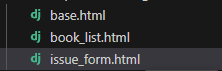 dj base.html
dj book_list.html
dj issue_form.html